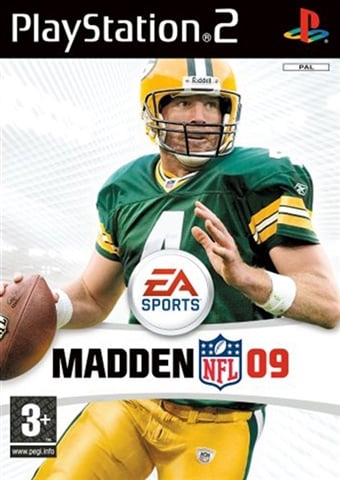 PlayStation®2
PAL
Riddell
4
EA
SPORTS
MADDEN NFL 09
3+
www.pegi.info